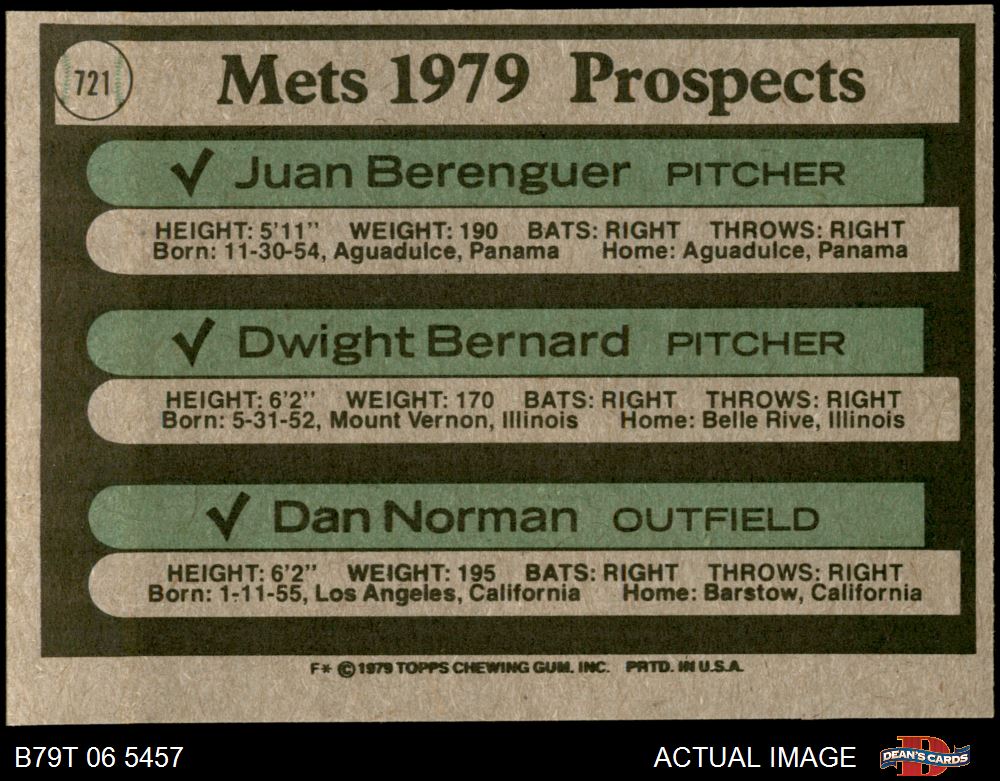 721
Mets 1979 Prospects
✓ Juan Berenguer PITCHER
HEIGHT: 5'11" WEIGHT: 190 BATS: RIGHT THROWS: RIGHT
Born: 11-30-54, Aguadulce, Panama Home: Aguadulce, Panama
✓ Dwight Bernard PITCHER
HEIGHT: 6'2" WEIGHT: 170 BATS: RIGHT THROWS: RIGHT
Born: 5-31-52, Mount Vernon, Illinois Home: Belle Rive, Illinois
✓ Dan Norman OUTFIELD
HEIGHT: 6'2" WEIGHT: 195 BATS: RIGHT THROWS: RIGHT
Born: 1-11-55, Los Angeles, California Home: Barstow, California
F* © 1979 TOPPS CHEWING GUM. INC. PRTD. IN U.S.A.
B79T 06 5457 ACTUAL IMAGE D DEAN'S CARDS